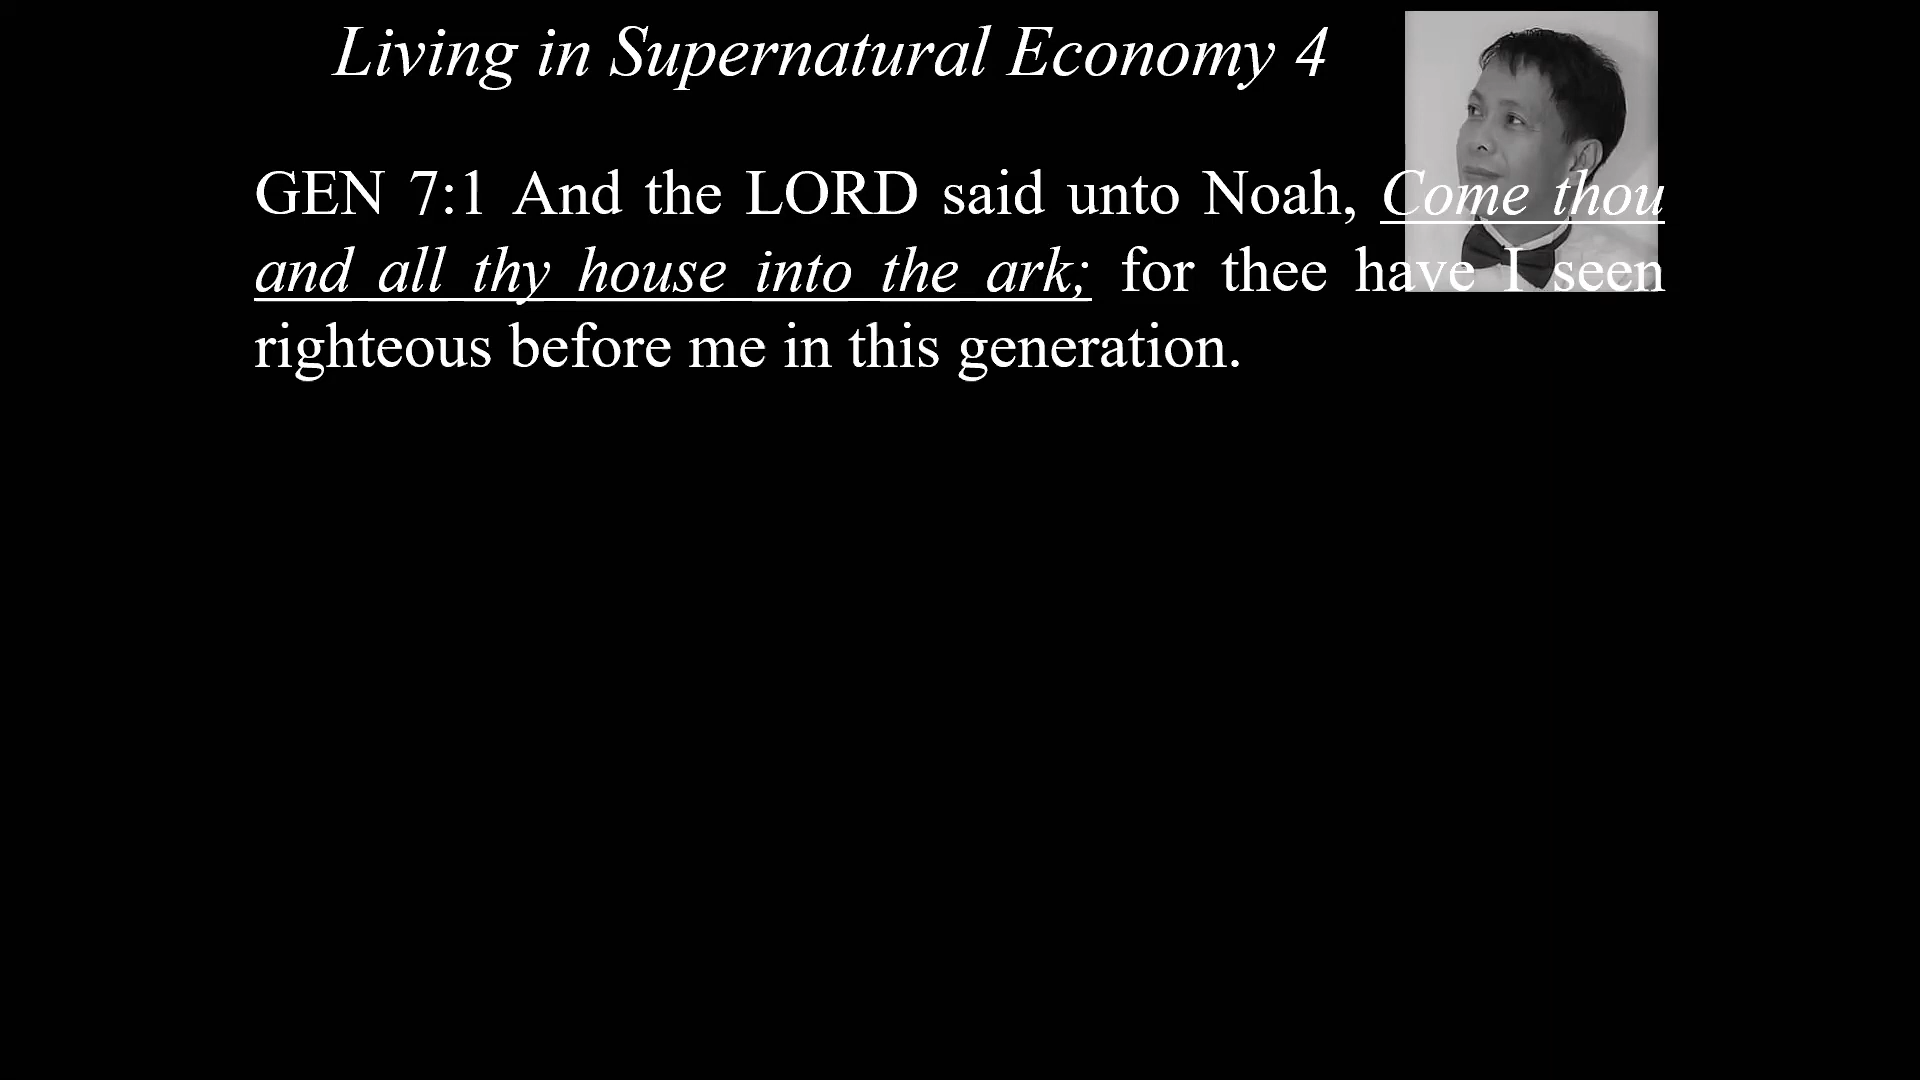 Living in Supernatural Economy 4
GEN 7:1 And the LORD said unto Noah, Come thou
and all thy house into the ark; for thee have I seen
righteous before me in this generation.